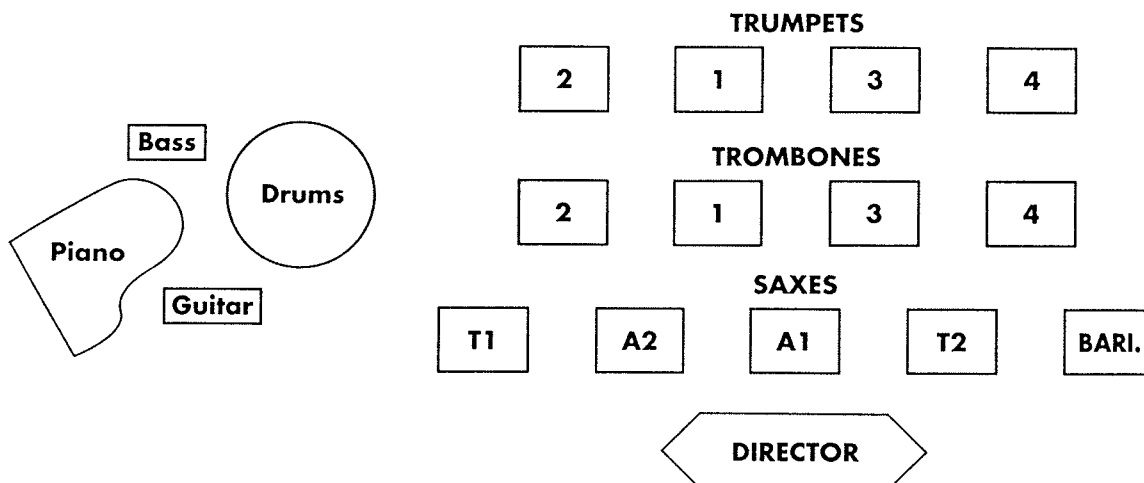 TRUMPETS
2 1 3 4
Bass
TROMBONES
Drums
2 1 3 4
Piano
SAXES
Guitar
T1 A2 A1 T2 BARI.
DIRECTOR